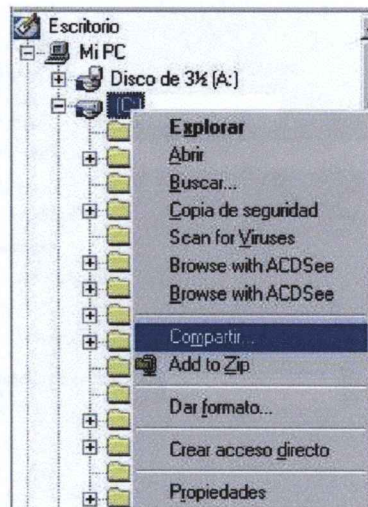 Escritorio
Mi PC
Disco de 3½ (A:)
(C:
Explorar
Abrir
Buscar...
Copia de seguridad
Scan for Viruses
Browse with ACDSee
Browse with ACDSee
Compartir...
Add to Zip
Dar formato...
Crear acceso directo
Propiedades